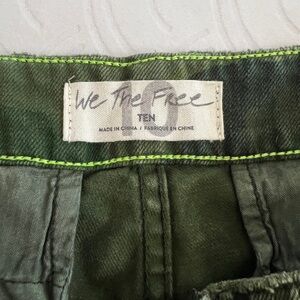 10
We The Free
TEN
MADE IN CHINA / FABRIQUÉ EN CHINE